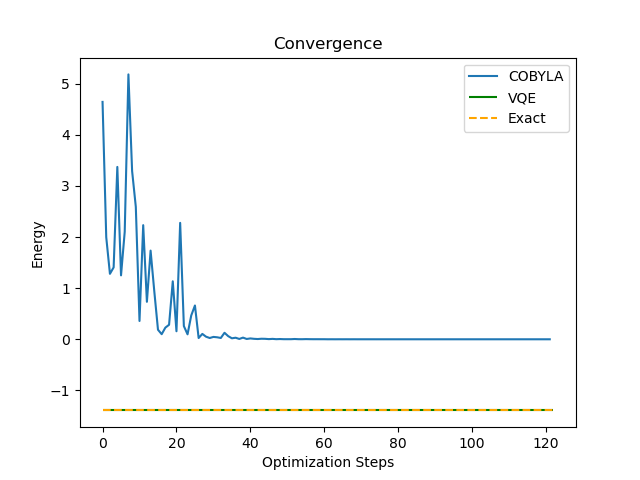 Convergence
COBYLA
VQE
Exact
Energy
5
4
3
2
1
0
−1
0 20 40 60 80 100 120
Optimization Steps